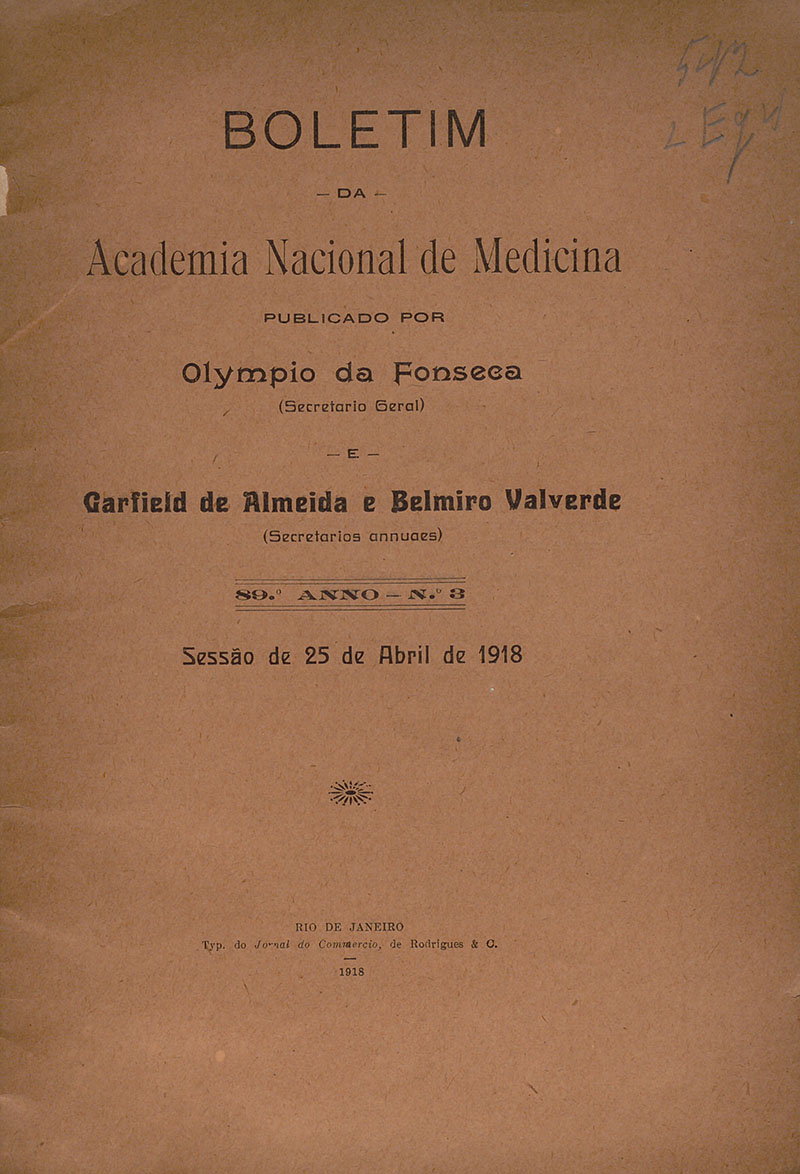 542
BOLETIM
— DA —
Academia Nacional de Medicina
PUBLICADO POR
Olympio da Fonseca
(Secretario Geral)
— E —
Garfield de Almeida e Belmiro Valverde
(Secretarios annuaes)
89.º ANNO — N.º 3
Sessão de 25 de Abril de 1918
RIO DE JANEIRO
Typ. do Jornal do Commercio, de Rodrigues & C.
1918